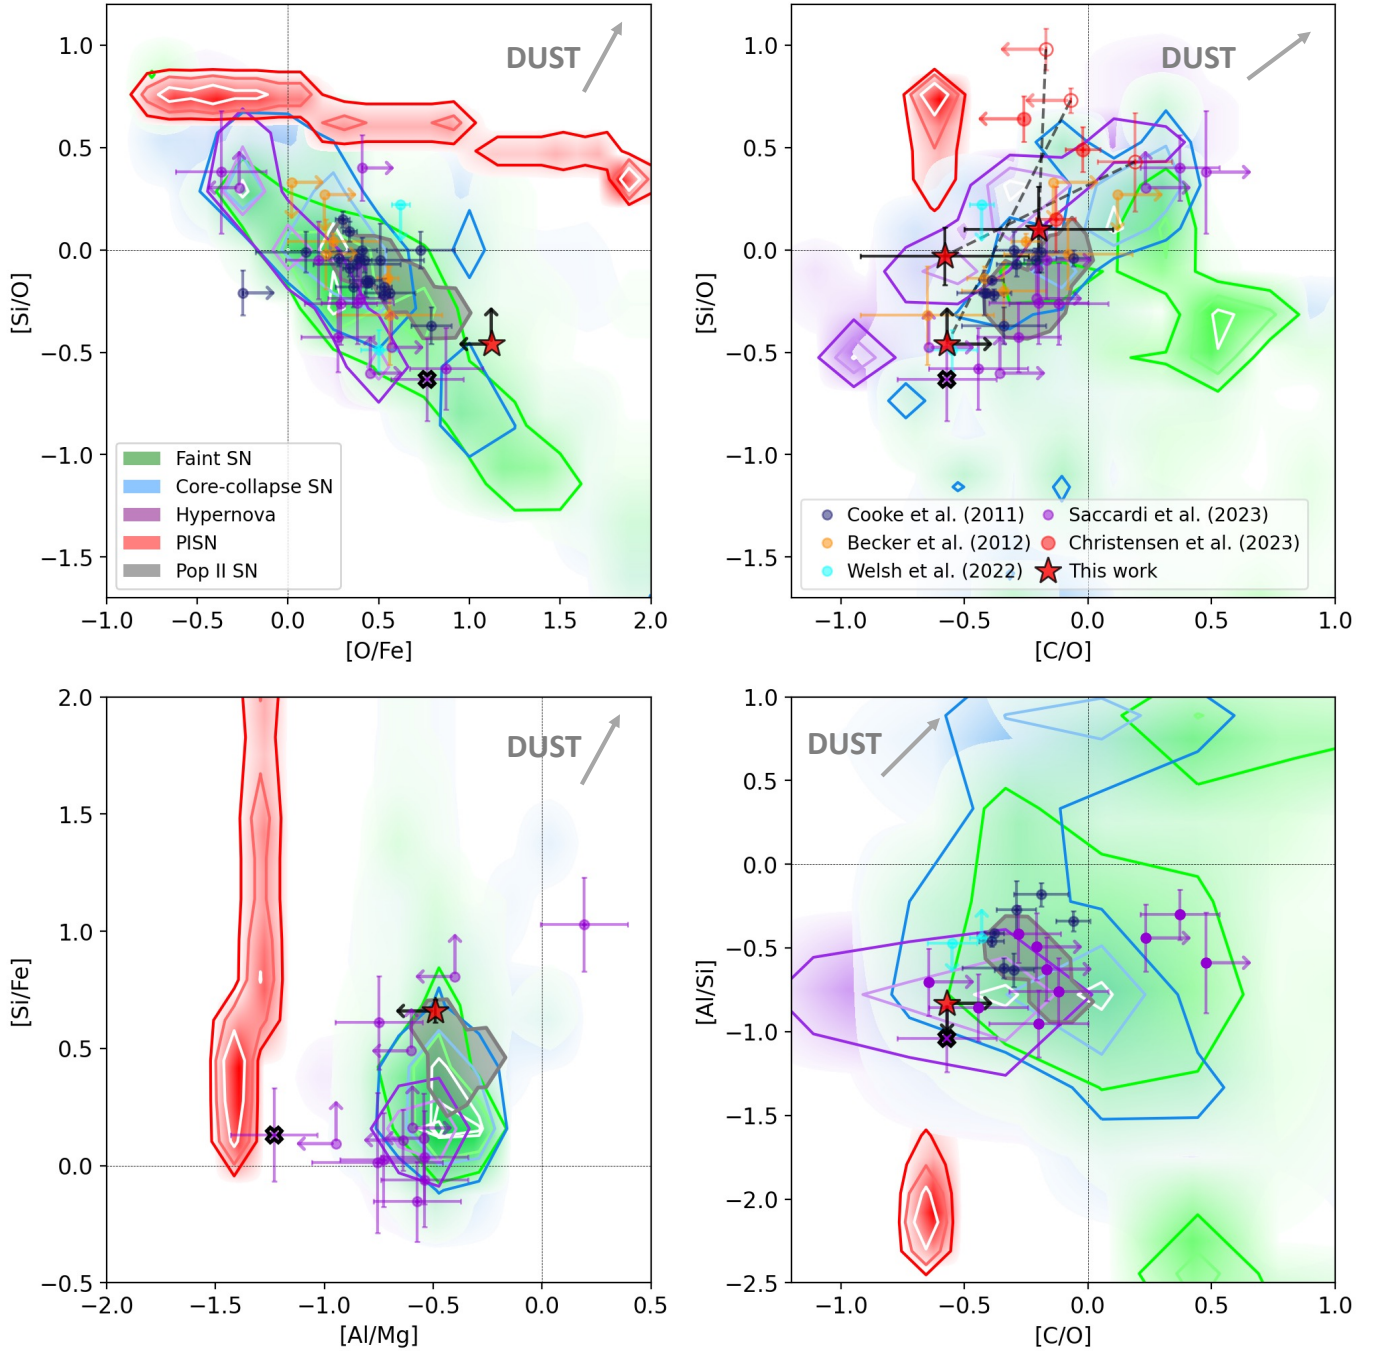 1.0
0.5
0.0
−0.5
−1.0
−1.5
[Si/O]
DUST
Faint SN
Core-collapse SN
Hypernova
PISN
Pop II SN
−1.0 −0.5 0.0 0.5 1.0 1.5 2.0
[O/Fe]
1.0
0.5
0.0
−0.5
−1.0
−1.5
[Si/O]
DUST
Cooke et al. (2011)
Becker et al. (2012)
Welsh et al. (2022)
Saccardi et al. (2023)
Christensen et al. (2023)
This work
−1.0 −0.5 0.0 0.5 1.0
[C/O]
2.0
1.5
1.0
0.5
0.0
−0.5
[Si/Fe]
DUST
−2.0 −1.5 −1.0 −0.5 0.0 0.5
[Al/Mg]
1.0
0.5
0.0
−0.5
−1.0
−1.5
−2.0
−2.5
[Al/Si]
DUST
−1.0 −0.5 0.0 0.5 1.0
[C/O]